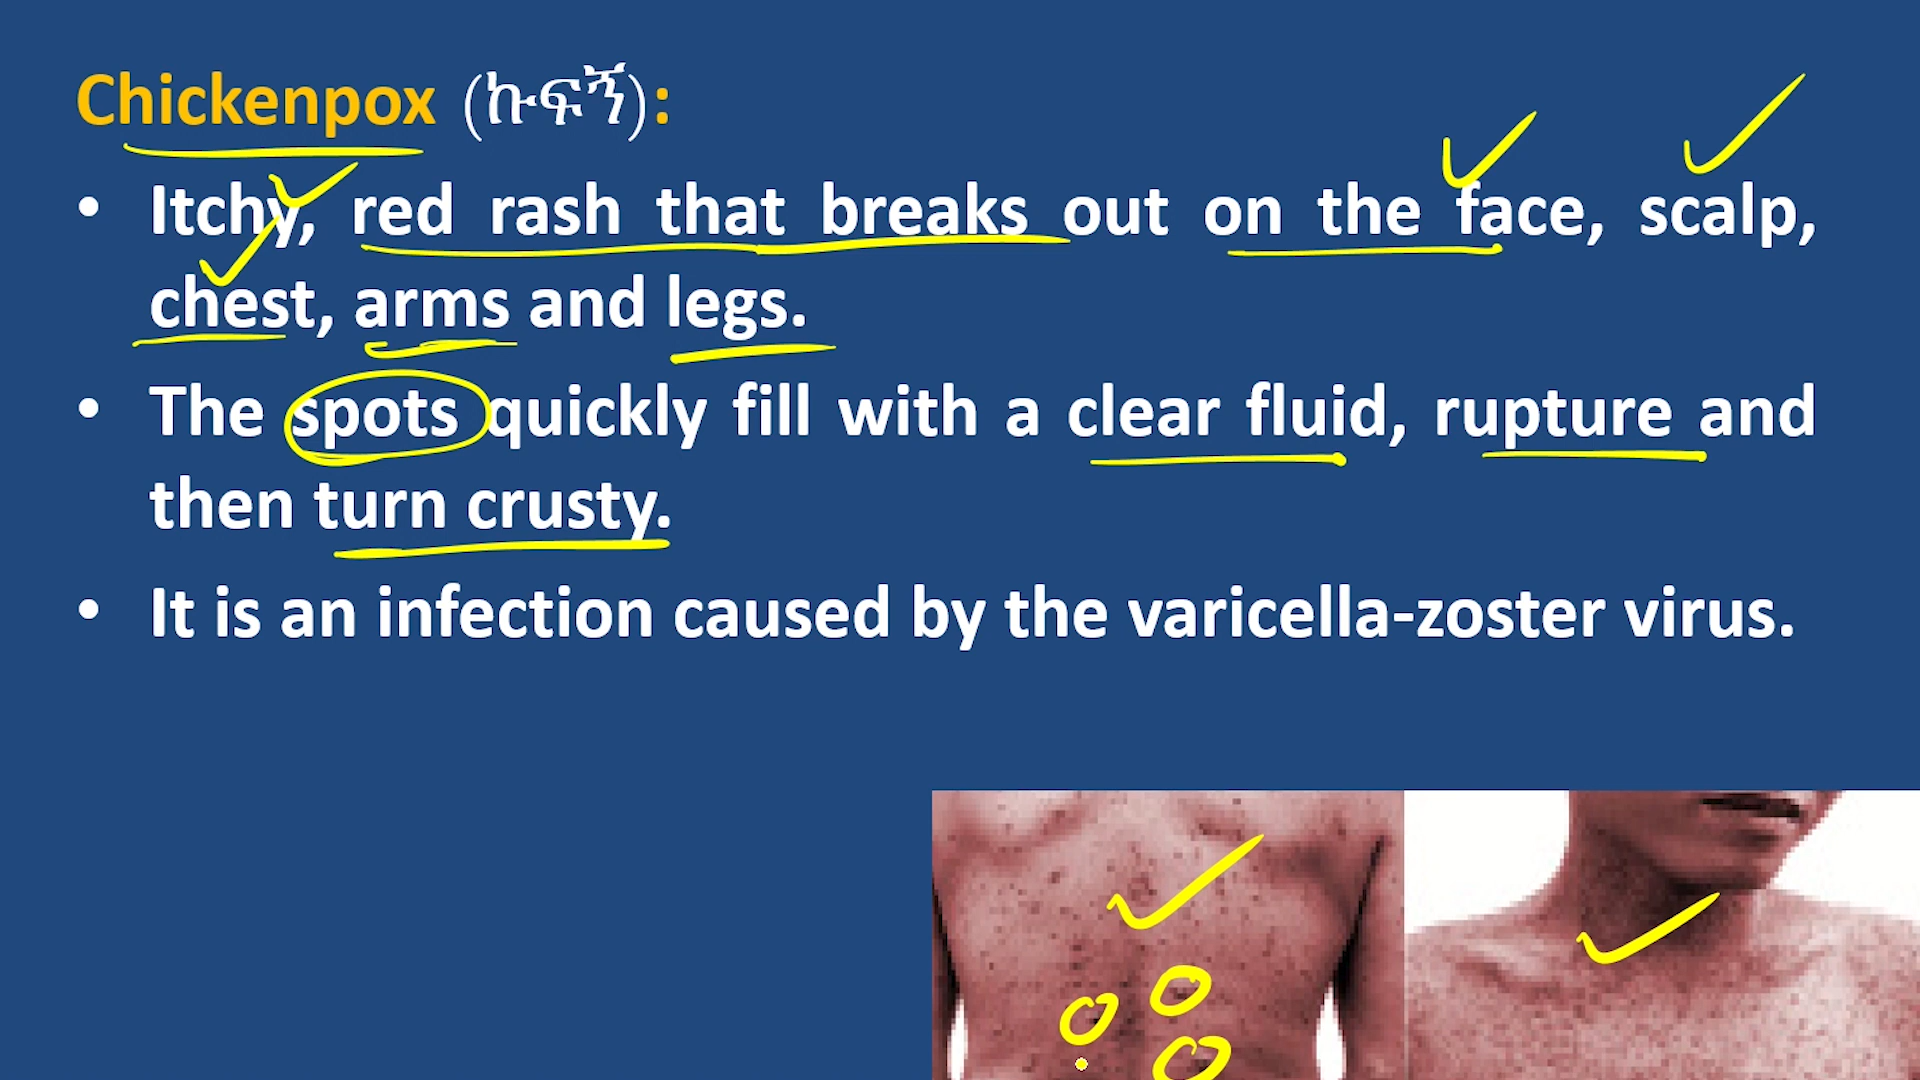 Chickenpox (ኩፍኝ):
• Itchy, red rash that breaks out on the face, scalp,
chest, arms and legs.
• The spots quickly fill with a clear fluid, rupture and
then turn crusty.
• It is an infection caused by the varicella-zoster virus.